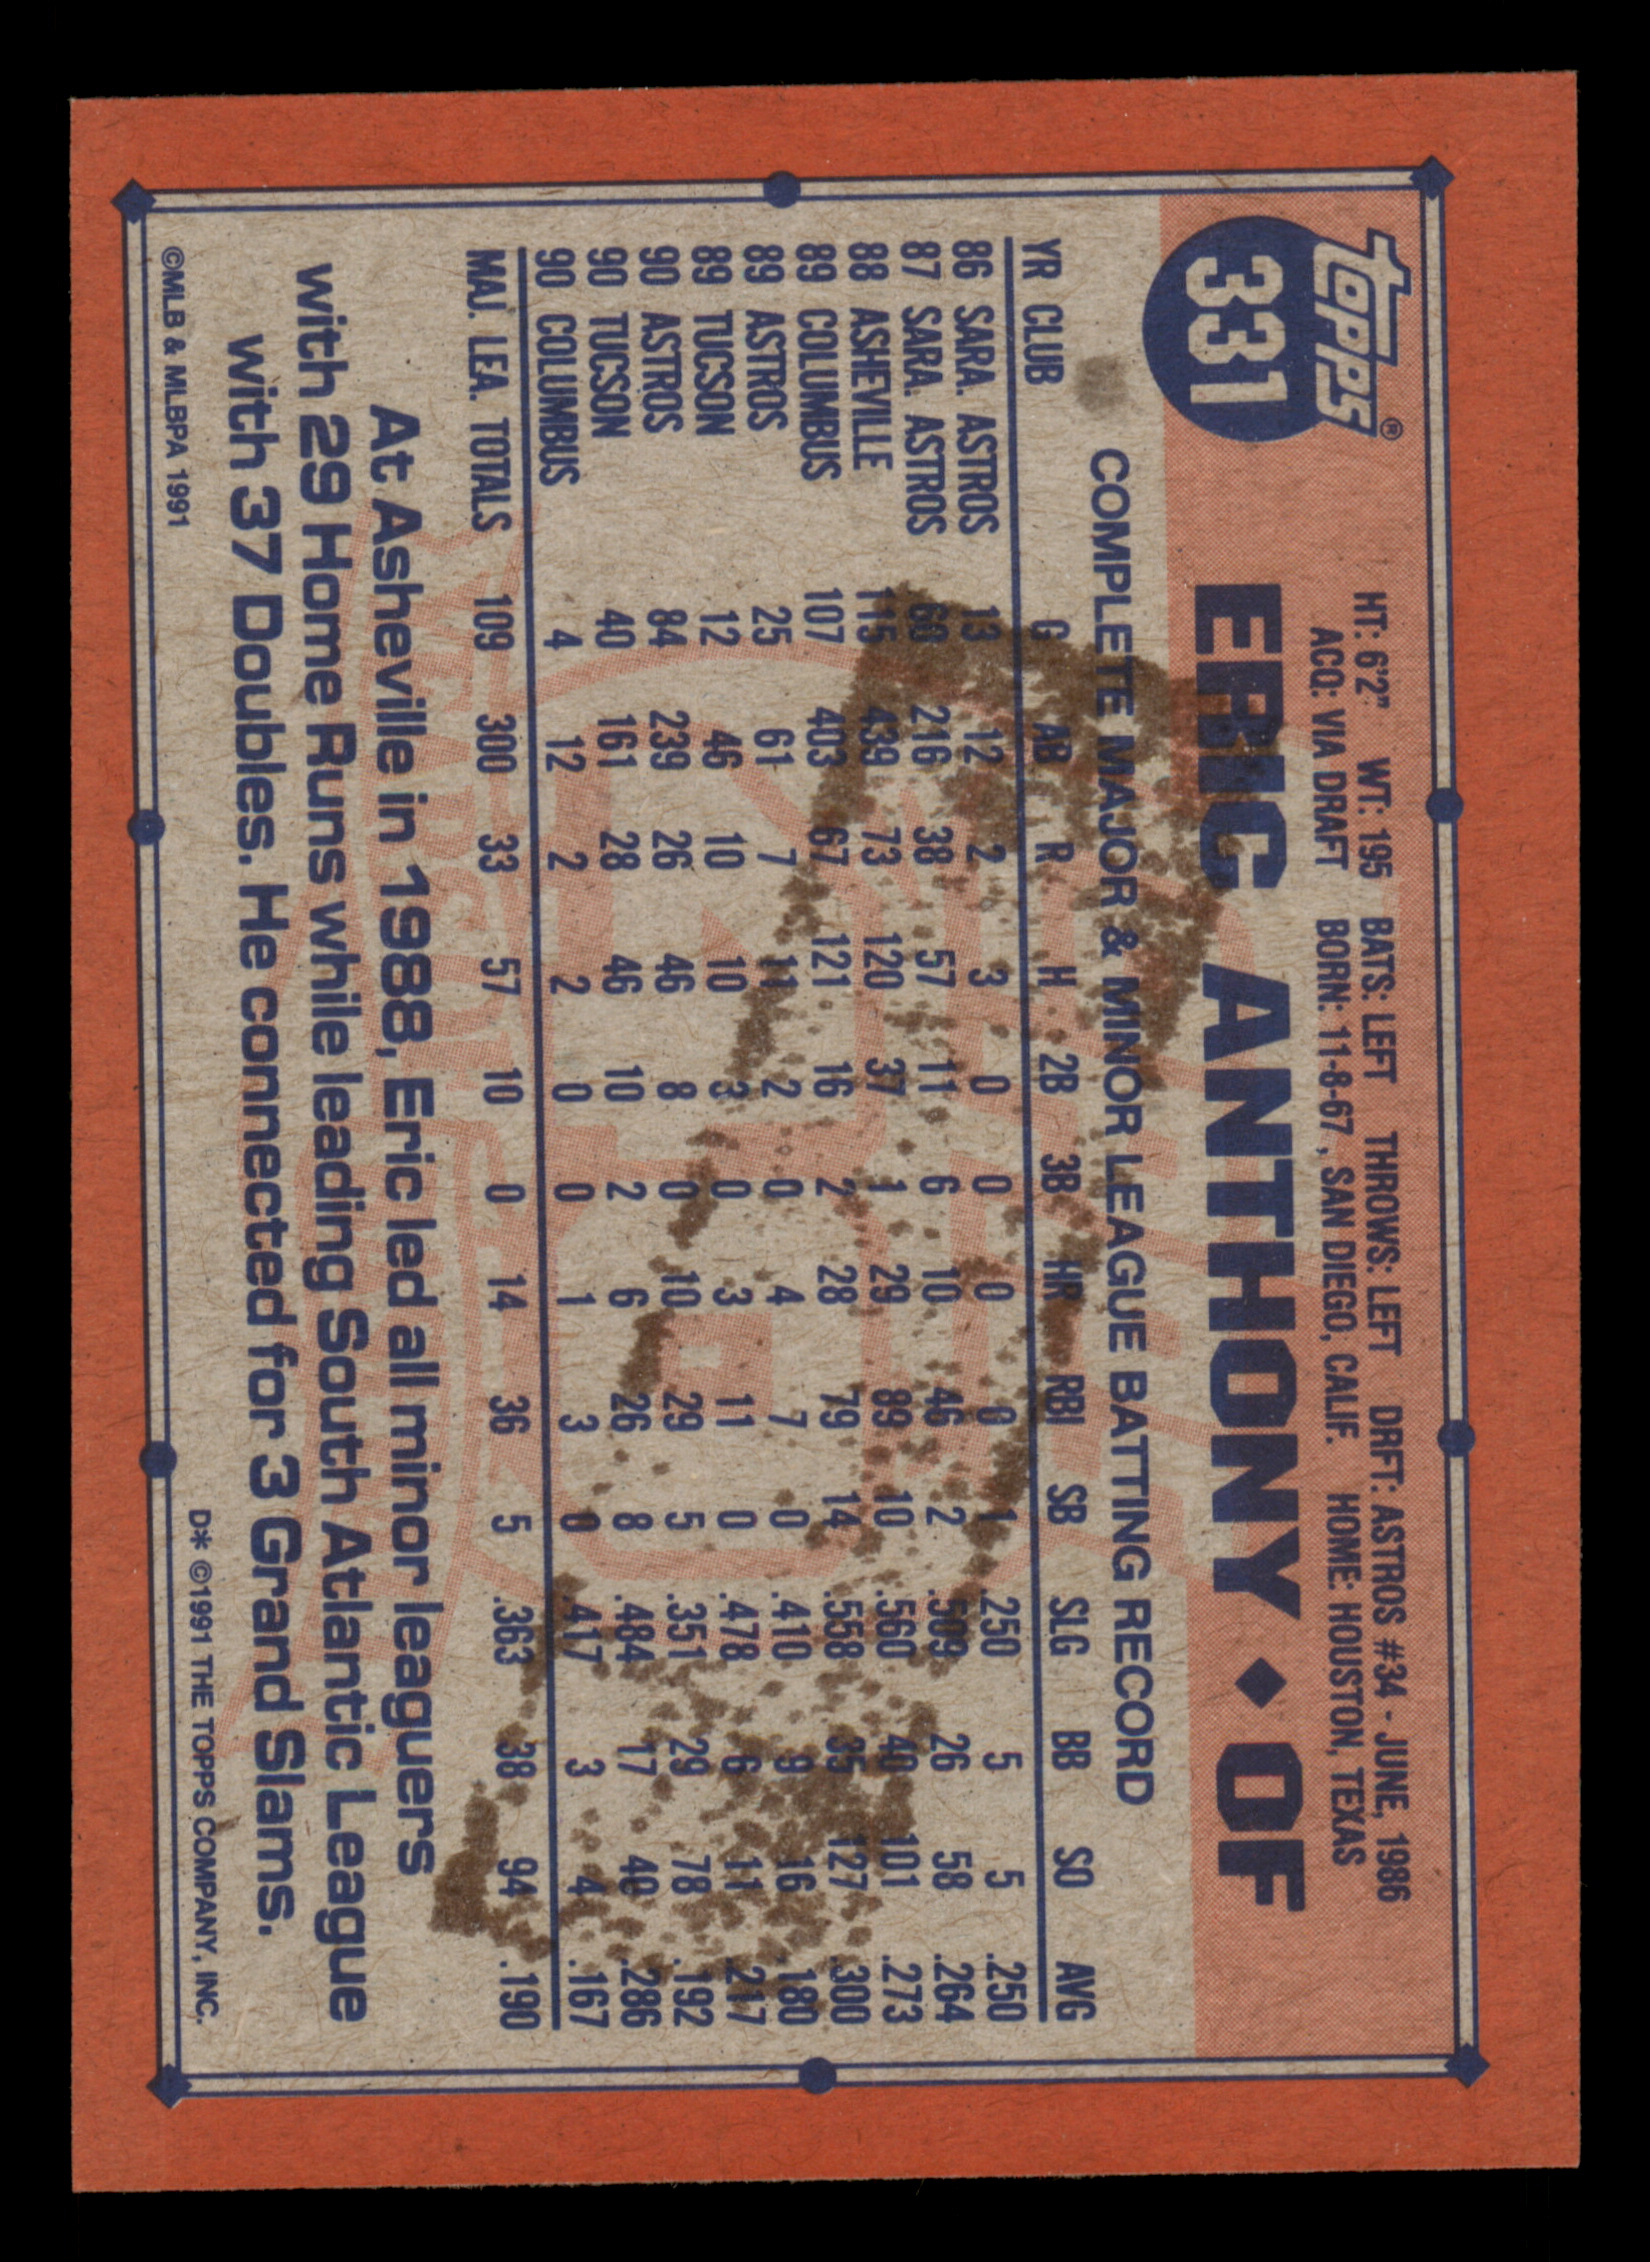 topps®
331
HT: 6'2" WT: 195 BATS: LEFT THROWS: LEFT DRFT: ASTROS #34 - JUNE, 1986
ACQ: VIA DRAFT BORN: 11-8-67, SAN DIEGO, CALIF. HOME: HOUSTON, TEXAS
ERIC ANTHONY ◆ OF
COMPLETE MAJOR & MINOR LEAGUE BATTING RECORD
YR CLUB G AB R H 2B 3B HR RBI SB SLG BB SO AVG
86 SARA. ASTROS 13 12 2 3 0 0 0 6 1 .250 5 5 .250
87 SARA. ASTROS 60 216 38 57 11 6 10 46 2 .509 26 58 .264
88 ASHEVILLE 115 439 73 120 37 1 29 89 10 .560 40 101 .273
89 COLUMBUS 107 403 67 121 16 2 28 79 14 .558 35 127 .300
89 ASTROS 25 61 7 11 2 0 4 7 0 .410 9 16 .180
89 TUCSON 12 46 10 10 3 0 3 11 0 .478 6 11 .217
90 ASTROS 84 239 26 46 8 0 10 29 5 .351 29 78 .192
90 TUCSON 40 161 28 46 10 2 6 26 8 .484 17 40 .286
90 COLUMBUS 4 12 2 2 0 0 1 3 0 .417 3 4 .167
MAJ. LEA. TOTALS 109 300 33 57 10 0 14 36 5 .363 38 94 .190
At Asheville in 1988, Eric led all minor leaguers
with 29 Home Runs while leading South Atlantic League
with 37 Doubles. He connected for 3 Grand Slams.
©MLB & MLBPA 1991 D* ©1991 THE TOPPS COMPANY, INC.